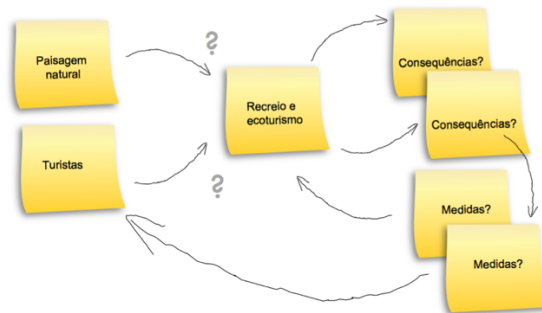 Paisagem
natural
?
Consequências?
Recreio e
ecoturismo
Consequências?
Turistas
?
Medidas?
Medidas?